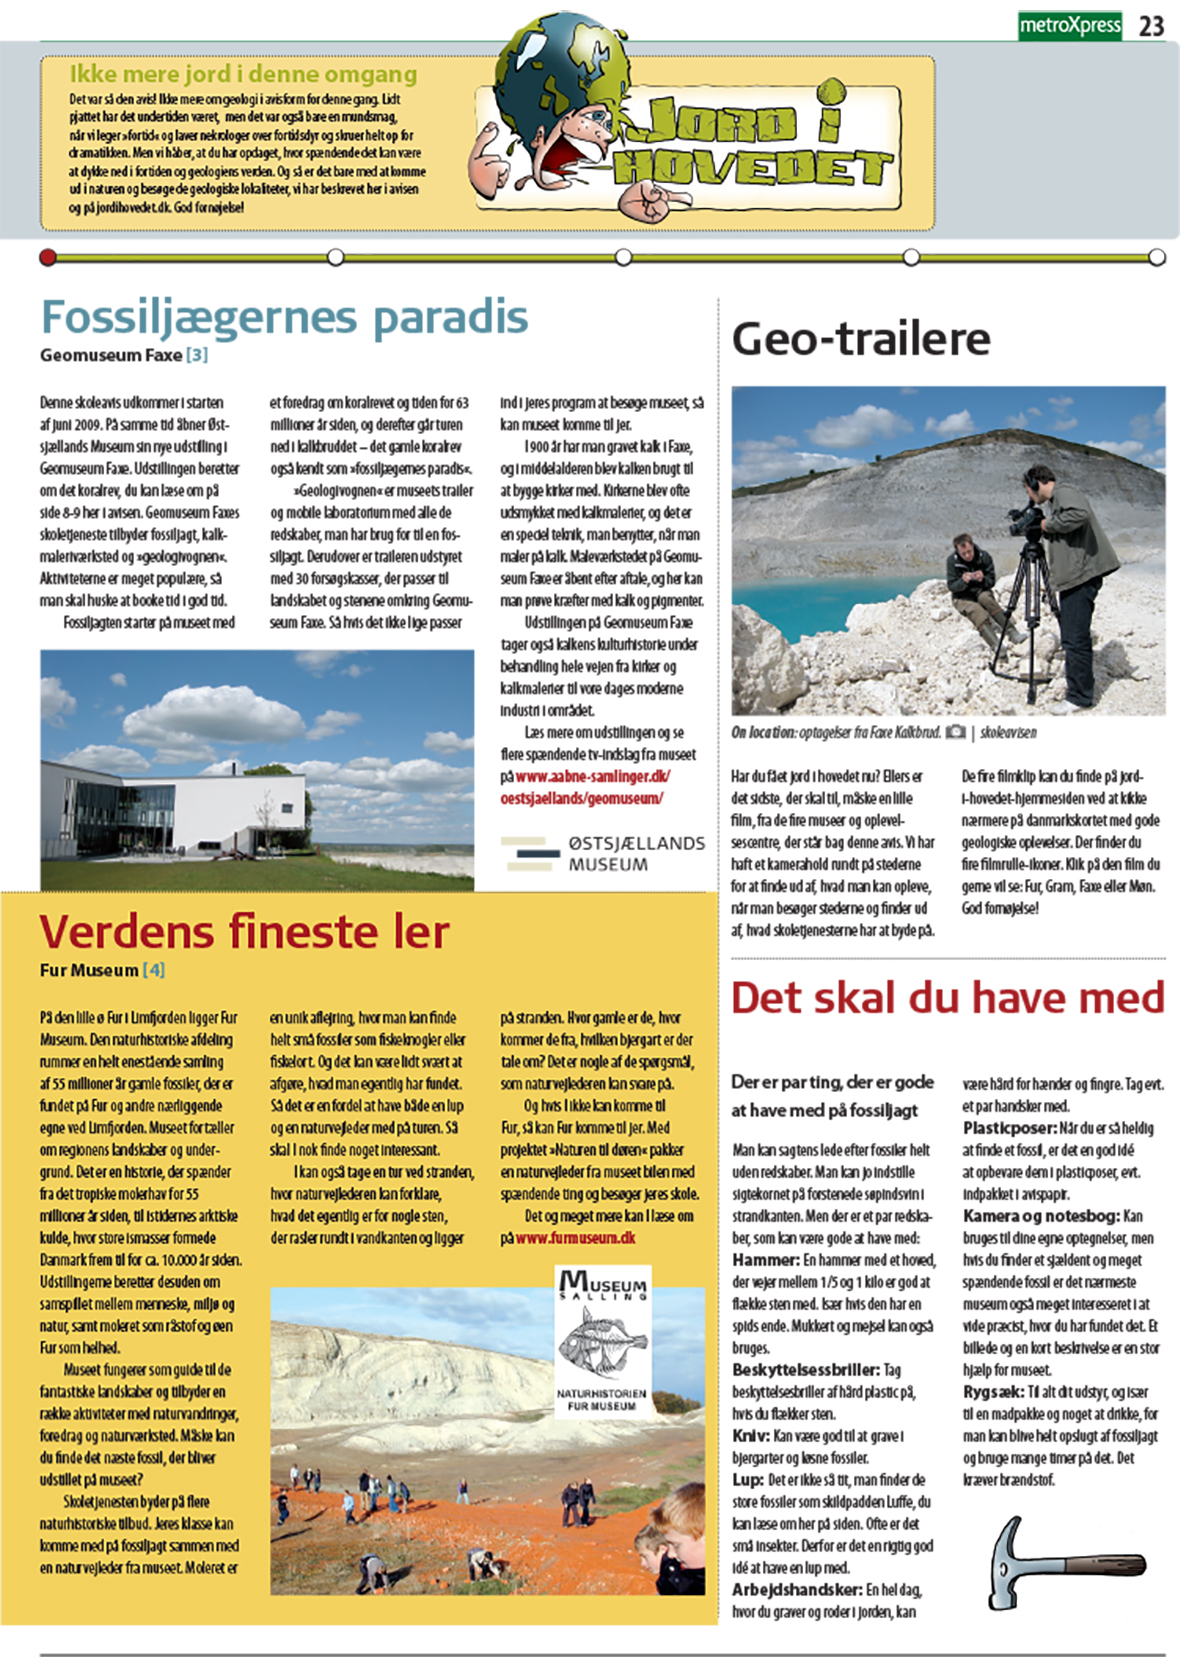 metroXpress 23
Ikke mere jord i denne omgang
Det var så den avis! Ikke mere om geologi i avisform for denne gang. Lidt
pjattet har det undertiden været, men det var også bare en mundsmag,
når vi leger »fortid« og laver nekrologer over fortidsdyr og skruer helt op for
dramatikken. Men vi håber, at du har opdaget, hvor spændende det kan være
at dykke ned i fortiden og geologiens verden. Og så er det bare med at komme
ud i naturen og besøge de geologiske lokaliteter, vi har beskrevet her i avisen
og på jordihovedet.dk. God fornøjelse!
JORD i
HOVEDET
Fossiljægernes paradis
Geomuseum Faxe [3]
Denne skoleavis udkommer i starten
af juni 2009. På samme tid åbner Øst-
sjællands Museum sin nye udstilling i
Geomuseum Faxe. Udstillingen beretter
om det koralrev, du kan læse om på
side 8-9 her i avisen. Geomuseum Faxes
skoletjeneste tilbyder fossiljagt, kalk-
maleriværksted og »geologivognen«.
Aktiviteterne er meget populære, så
man skal huske at booke tid i god tid.
Fossiljagten starter på museet med
et foredrag om koralrevet og tiden for 63
millioner år siden, og derefter går turen
ned i kalkbruddet – det gamle koralrev
også kendt som »fossiljægernes paradis«.
»Geologivognen« er museets trailer
og mobile laboratorium med alle de
redskaber, man har brug for til en fos-
siljagt. Derudover er traileren udstyret
med 30 forsøgskasser, der passer til
landskabet og stenene omkring Geomu-
seum Faxe. Så hvis det ikke lige passer
ind i jeres program at besøge museet, så
kan museet komme til jer.
I 900 år har man gravet kalk i Faxe,
og i middelalderen blev kalken brugt til
at bygge kirker med. Kirkerne blev ofte
udsmykket med kalkmalerier, og det er
en speciel teknik, man benytter, når man
maler på kalk. Maleværkstedet på Geomu-
seum Faxe er åbent efter aftale, og her kan
man prøve kræfter med kalk og pigmenter.
Udstillingen på Geomuseum Faxe
tager også kalkens kulturhistorie under
behandling hele vejen fra kirker og
kalkmalerier til vore dages moderne
industri i området.
Læs mere om udstillingen og se
flere spændende tv-indslag fra museet
på www.aabne-samlinger.dk/
oestsjaellands/geomuseum/
ØSTSJÆLLANDS
MUSEUM
Verdens fineste ler
Fur Museum [4]
På den lille ø Fur i Limfjorden ligger Fur
Museum. Den naturhistoriske afdeling
rummer en helt enestående samling
af 55 millioner år gamle fossiler, der er
fundet på Fur og andre nærliggende
egne ved Limfjorden. Museet fortæller
om regionens landskaber og under-
grund. Det er en historie, der spænder
fra det tropiske molerhav for 55
millioner år siden, til istidernes arktiske
kulde, hvor store ismasser formede
Danmark frem til for ca. 10.000 år siden.
Udstillingerne beretter desuden om
samspillet mellem menneske, miljø og
natur, samt moleret som råstof og øen
Fur som helhed.
Museet fungerer som guide til de
fantastiske landskaber og tilbyder en
række aktiviteter med naturvandringer,
foredrag og naturværksted. Måske kan
du finde det næste fossil, der bliver
udstillet på museet?
Skoletjenesten byder på flere
naturhistoriske tilbud. Jeres klasse kan
komme med på fossiljagt sammen med
en naturvejleder fra museet. Moleret er
en unik aflejring, hvor man kan finde
helt små fossiler som fiskeknogler eller
fiskelort. Og det kan være lidt svært at
afgøre, hvad man egentlig har fundet.
Så det er en fordel at have både en lup
og en naturvejleder med på turen. Så
skal I nok finde noget interessant.
I kan også tage en tur ved stranden,
hvor naturvejlederen kan forklare,
hvad det egentlig er for nogle sten,
der rasler rundt i vandkanten og ligger
på stranden. Hvor gamle er de, hvor
kommer de fra, hvilken bjergart er der
tale om? Det er nogle af de spørgsmål,
som naturvejlederen kan svare på.
Og hvis I ikke kan komme til
Fur, så kan Fur komme til jer. Med
projektet »Naturen til døren« pakker
en naturvejleder fra museet bilen med
spændende ting og besøger jeres skole.
Det og meget mere kan I læse om
på www.furmuseum.dk
MUSEUM
SALLING
NATURHISTORIEN
FUR MUSEUM
Geo-trailere
On location: optagelser fra Faxe Kalkbrud. | skoleavisen
Har du fået jord i hovedet nu? Ellers er
det sidste, der skal til, måske en lille
film, fra de fire museer og oplevel-
sescentre, der står bag denne avis. Vi har
haft et kamerahold rundt på stederne
for at finde ud af, hvad man kan opleve,
når man besøger stederne og finder ud
af, hvad skoletjenesterne har at byde på.
De fire filmklip kan du finde på jord-
i-hovedet-hjemmesiden ved at kikke
nærmere på danmarkskortet med gode
geologiske oplevelser. Der finder du
fire filmrulle-ikoner. Klik på den film du
gerne vil se: Fur, Gram, Faxe eller Møn.
God fornøjelse!
Det skal du have med
Der er par ting, der er gode
at have med på fossiljagt
Man kan sagtens lede efter fossiler helt
uden redskaber. Man kan jo indstille
sigtekornet på forstenede søpindsvin i
strandkanten. Men der er et par redska-
ber, som kan være gode at have med:
Hammer: En hammer med et hoved,
der vejer mellem 1/5 og 1 kilo er god at
flække sten med. Især hvis den har en
spids ende. Mukkert og mejsel kan også
bruges.
Beskyttelsessbriller: Tag
beskyttelsesbriller af hård plastic på,
hvis du flækker sten.
Kniv: Kan være god til at grave i
bjergarter og løsne fossiler.
Lup: Det er ikke så tit, man finder de
store fossiler som skildpadden Luffe, du
kan læse om her på siden. Ofte er det
små insekter. Derfor er det en rigtig god
idé at have en lup med.
Arbejdshandsker: En hel dag,
hvor du graver og roder i jorden, kan
være hård for hænder og fingre. Tag evt.
et par handsker med.
Plasticposer: Når du er så heldig
at finde et fossil, er det en god idé
at opbevare dem i plasticposer, evt.
indpakket i avispapir.
Kamera og notesbog: Kan
bruges til dine egne optegnelser, men
hvis du finder et sjældent og meget
spændende fossil er det nærmeste
museum også meget interesseret i at
vide præcist, hvor du har fundet det. Et
billede og en kort beskrivelse er en stor
hjælp for museet.
Rygsæk: Til alt dit udstyr, og især
til en madpakke og noget at drikke, for
man kan blive helt opslugt af fossiljagt
og bruge mange timer på det. Det
kræver brændstof.